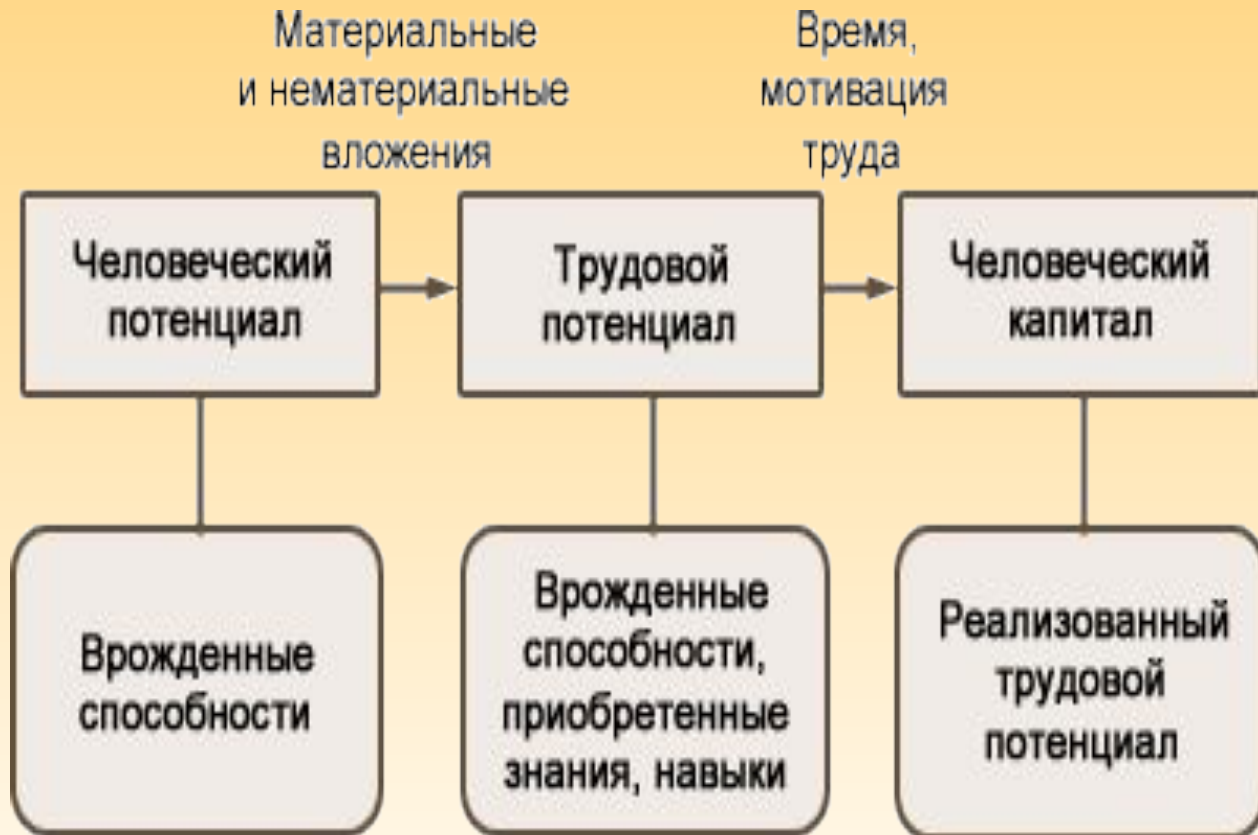 Материальные
и нематериальные
вложения
Время,
мотивация
труда
Человеческий
потенциал
Трудовой
потенциал
Человеческий
капитал
Врожденные
способности
Врожденные
способности,
приобретенные
знания, навыки
Реализованный
трудовой
потенциал